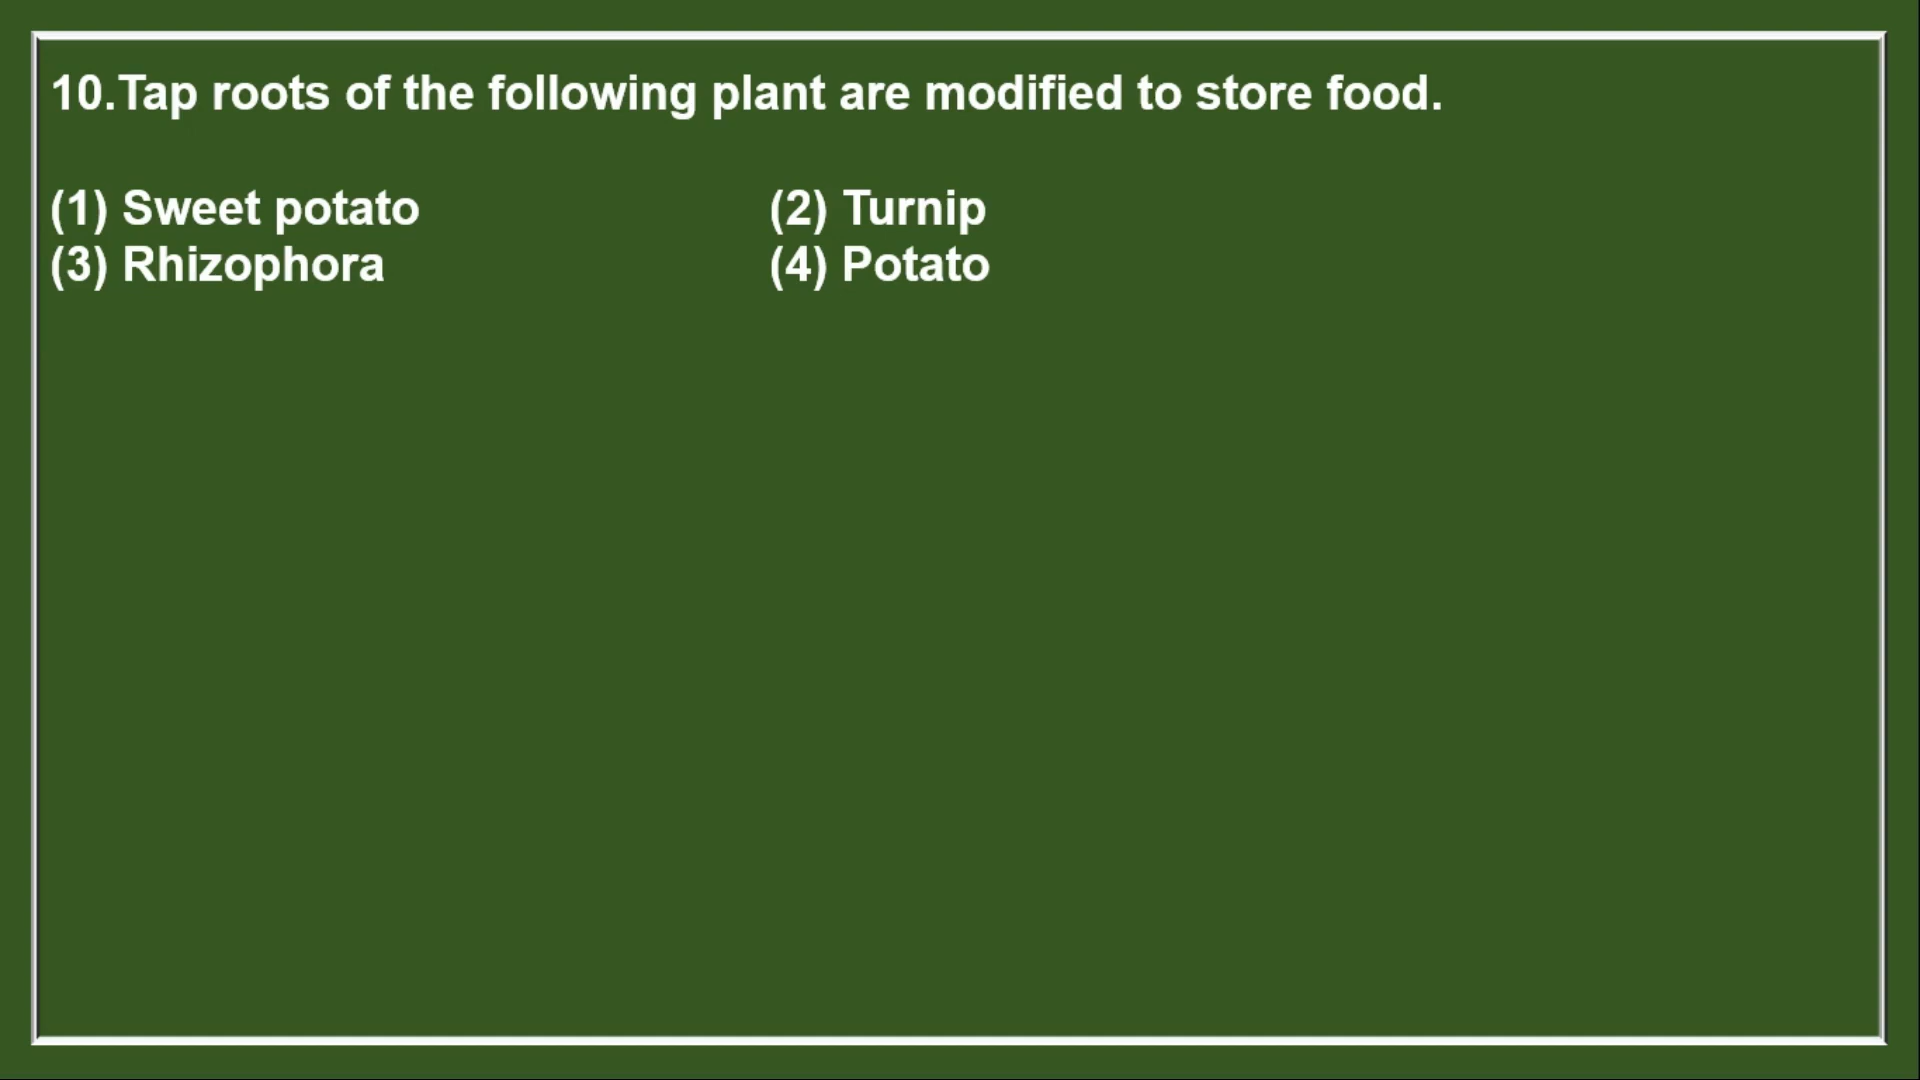 10.Tap roots of the following plant are modified to store food.
(1) Sweet potato (2) Turnip
(3) Rhizophora (4) Potato